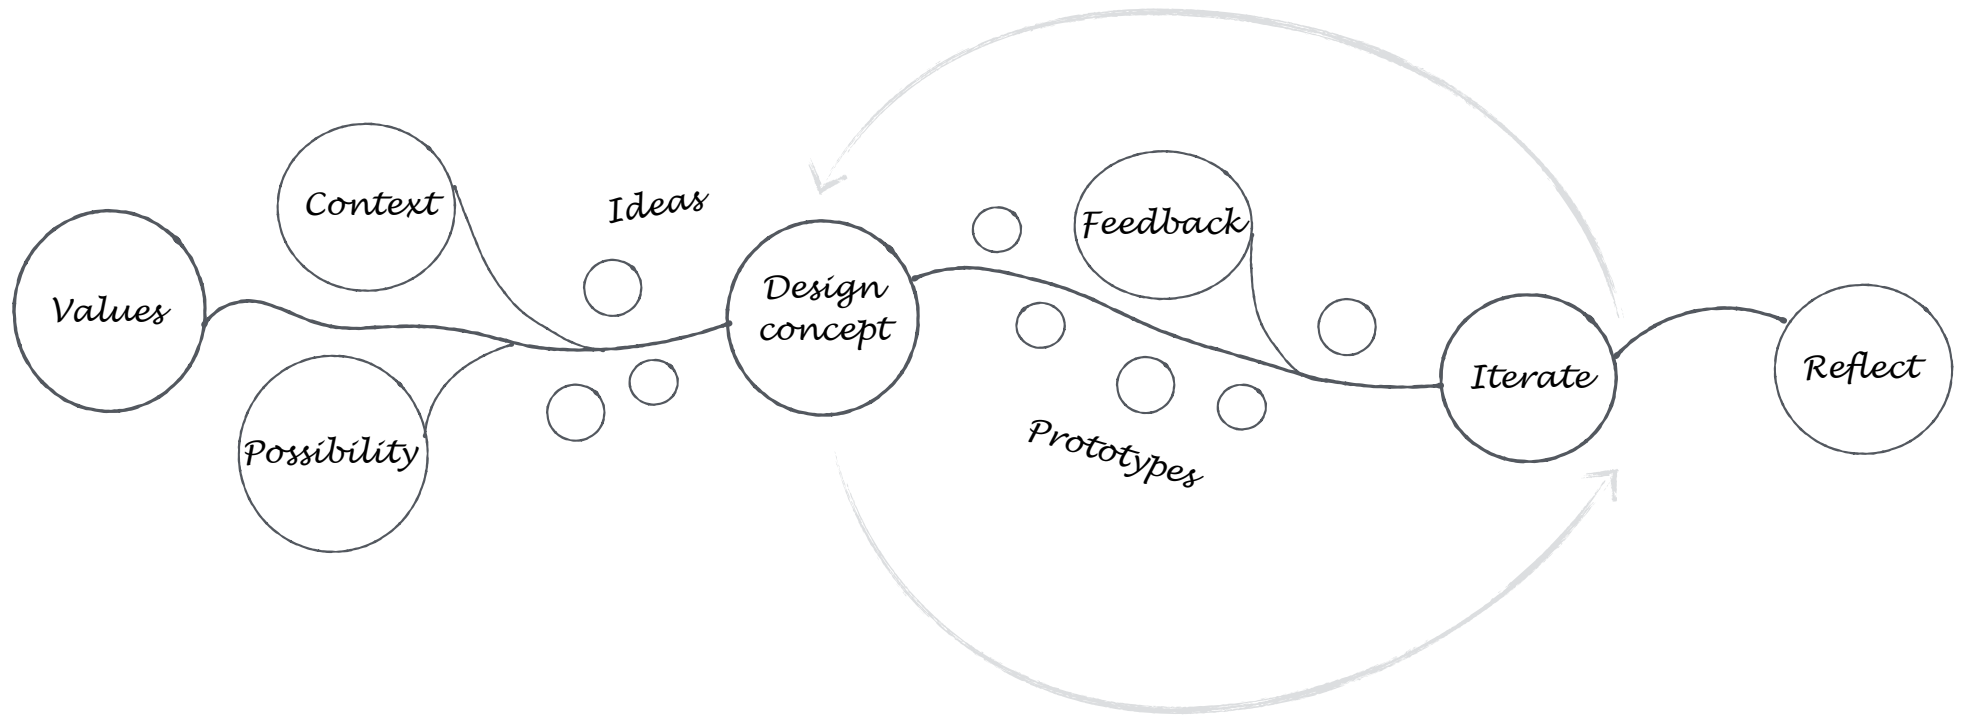 Values
Context
Possibility
Ideas
Design
concept
Feedback
Prototypes
Iterate
Reflect